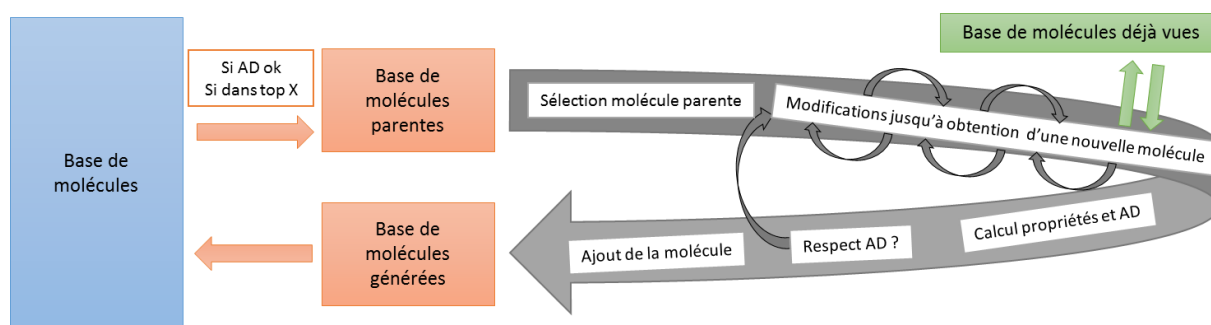 Base de molécules déjà vues
Si AD ok
Si dans top X
Base de
molécules
parentes
Sélection molécule parente
Modifications jusqu'à obtention d'une nouvelle molécule
Base de
molécules
Base de
molécules
générées
Ajout de la molécule
Respect AD ?
Calcul propriétés et AD